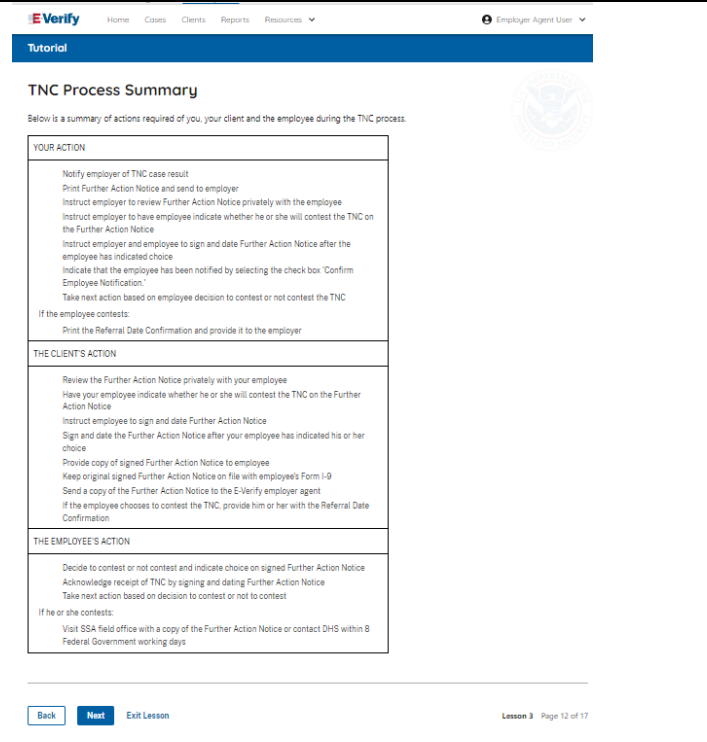 E-Verify Home Cases Clients Reports Resources Employer Agent User
Tutorial
TNC Process Summary
Below is a summary of actions required of you, your client and the employee during the TNC process.
YOUR ACTION
Notify employer of TNC case result
Print Further Action Notice and send to employer
Instruct employer to review Further Action Notice privately with the employee
Instruct employer to have employee indicate whether he or she will contest the TNC on
the Further Action Notice
Instruct employer and employee to sign and date Further Action Notice after the
employee has indicated choice
Indicate that the employee has been notified by selecting the check box "Confirm
Employee Notification."
Take next action based on employee decision to contest or not contest the TNC
If the employee contests:
Print the Referral Date Confirmation and provide it to the employer
THE CLIENT'S ACTION
Review the Further Action Notice privately with your employee
Have your employee indicate whether he or she will contest the TNC on the Further
Action Notice
Instruct employee to sign and date Further Action Notice
Sign and date the Further Action Notice after your employee has indicated his or her
choice
Provide copy of signed Further Action Notice to employee
Keep original signed Further Action Notice on file with employee's Form I-9
Send a copy of the Further Action Notice to the E-Verify employer agent
If the employee chooses to contest the TNC, provide him or her with the Referral Date
Confirmation
THE EMPLOYEE'S ACTION
Decide to contest or not contest and indicate choice on signed Further Action Notice
Acknowledge receipt of TNC by signing and dating Further Action Notice
Take next action based on decision to contest or not to contest
If he or she contests:
Visit SSA field office with a copy of the Further Action Notice or contact DHS within 8
Federal Government working days
Back Next Exit Lesson Lesson 3 Page 12 of 17